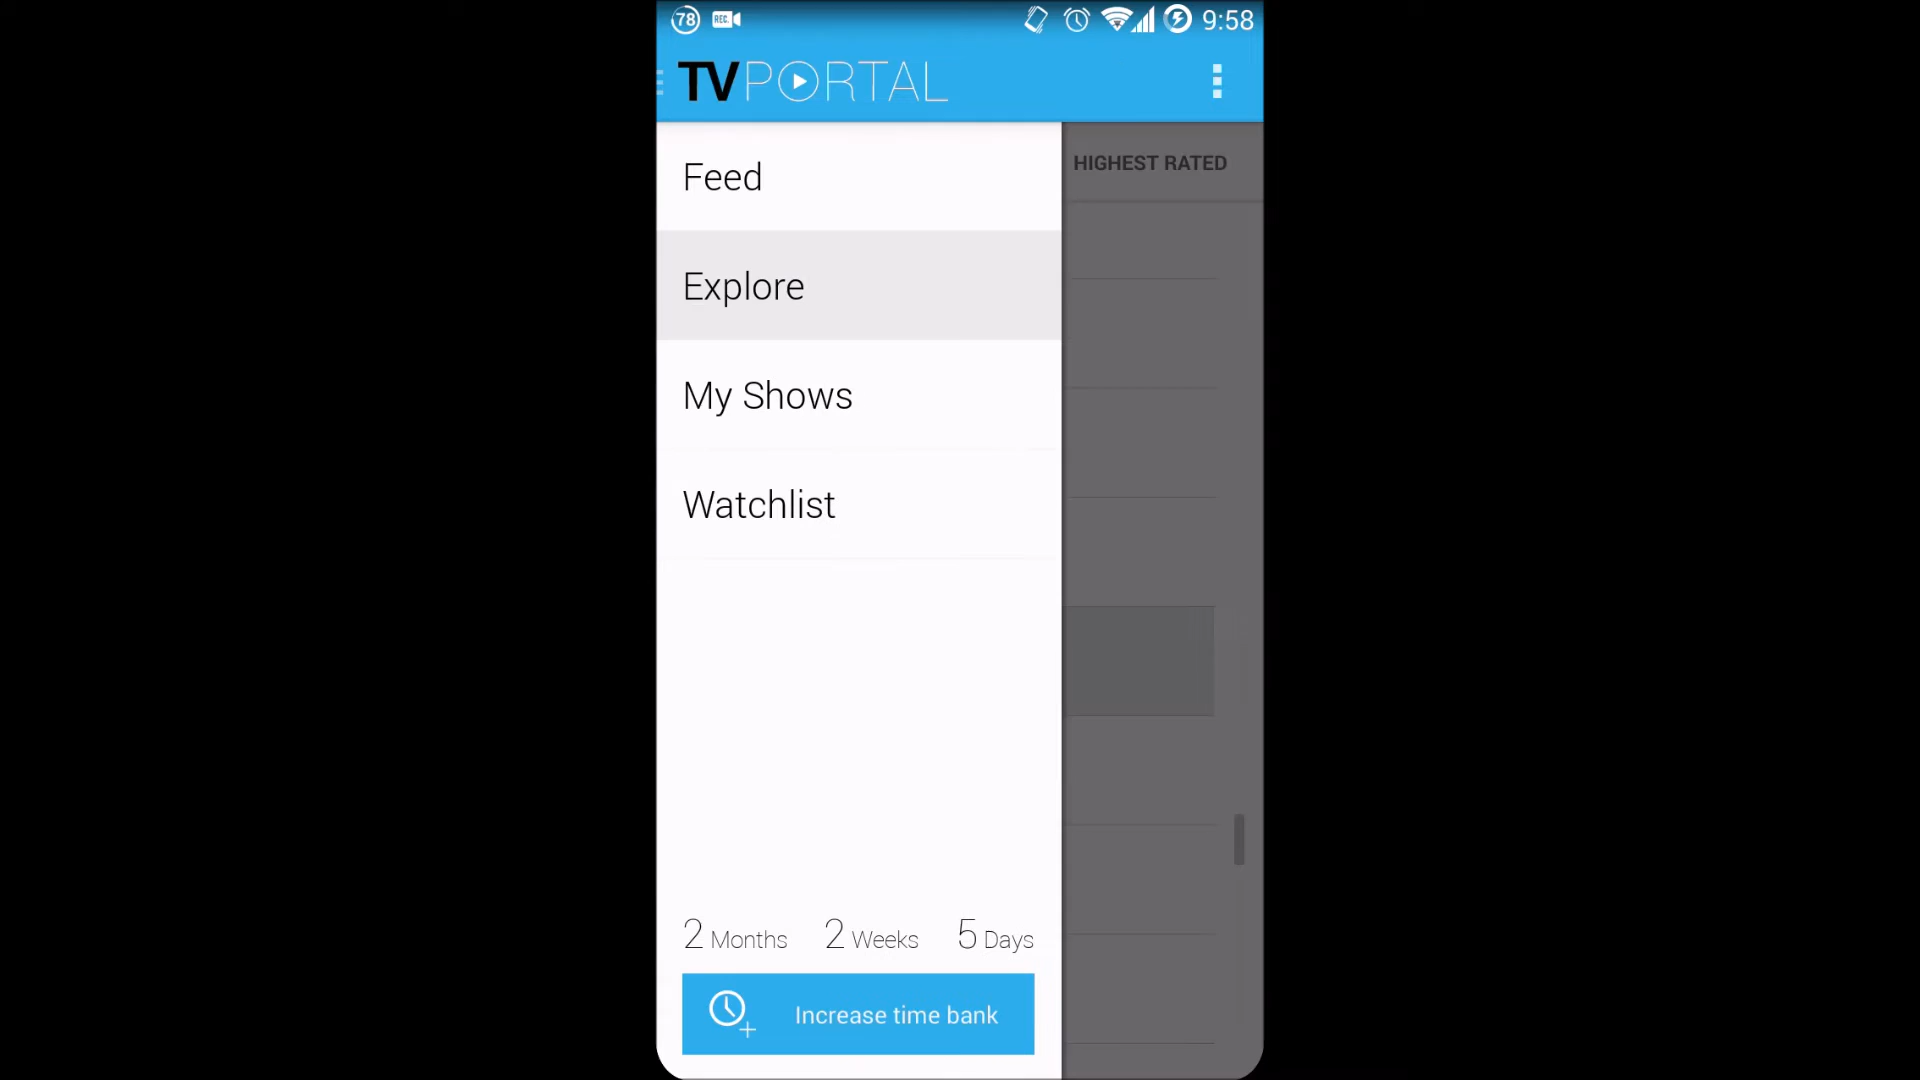 78 REC 9:58
TVPORTAL
HIGHEST RATED
Feed
Explore
My Shows
Watchlist
2 Months 2 Weeks 5 Days
Increase time bank